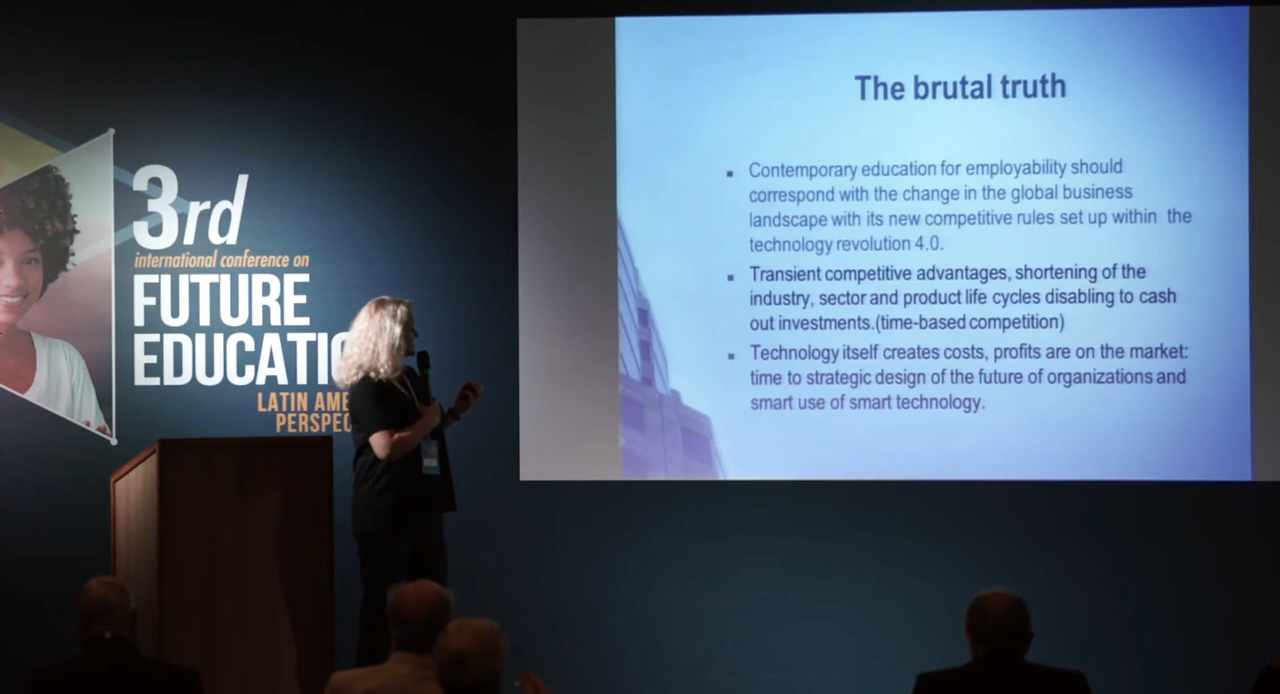 3rd
international conference on
FUTURE
EDUCATIO
LATIN AME
PERSPEC
The brutal truth
▪ Contemporary education for employability should
correspond with the change in the global business
landscape with its new competitive rules set up within the
technology revolution 4.0.
▪ Transient competitive advantages, shortening of the
industry, sector and product life cycles disabling to cash
out investments.(time-based competition)
▪ Technology itself creates costs, profits are on the market:
time to strategic design of the future of organizations and
smart use of smart technology.